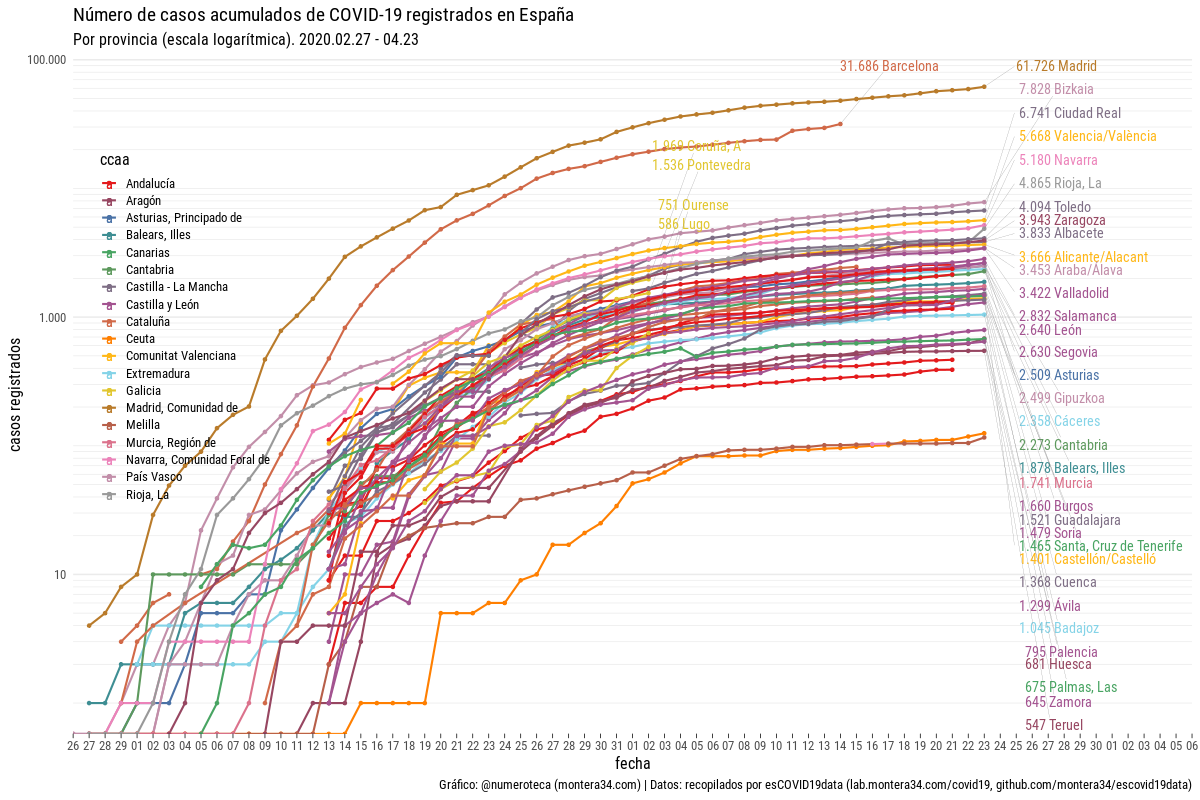 Número de casos acumulados de COVID-19 registrados en España
Por provincia (escala logarítmica). 2020.02.27 - 04.23
100.000
1.000
10
casos registrados
ccaa
Andalucía
Aragón
Asturias, Principado de
Balears, Illes
Canarias
Cantabria
Castilla - La Mancha
Castilla y León
Cataluña
Ceuta
Comunitat Valenciana
Extremadura
Galicia
Madrid, Comunidad de
Melilla
Murcia, Región de
Navarra, Comunidad Foral de
País Vasco
Rioja, La
31.686 Barcelona
1.969 Coruña, A
1.536 Pontevedra
751 Ourense
586 Lugo
61.726 Madrid
7.828 Bizkaia
6.741 Ciudad Real
5.668 Valencia/València
5.180 Navarra
4.865 Rioja, La
4.094 Toledo
3.943 Zaragoza
3.833 Albacete
3.666 Alicante/Alacant
3.453 Araba/Álava
3.422 Valladolid
2.832 Salamanca
2.640 León
2.630 Segovia
2.509 Asturias
2.499 Gipuzkoa
2.358 Cáceres
2.273 Cantabria
1.878 Balears, Illes
1.741 Murcia
1.660 Burgos
1.521 Guadalajara
1.479 Soria
1.465 Santa, Cruz de Tenerife
1.401 Castellón/Castelló
1.368 Cuenca
1.299 Ávila
1.045 Badajoz
795 Palencia
681 Huesca
675 Palmas, Las
645 Zamora
547 Teruel
26 27 28 29 01 02 03 04 05 06 07 08 09 10 11 12 13 14 15 16 17 18 19 20 21 22 23 24 25 26 27 28 29 30 31 01 02 03 04 05 06 07 08 09 10 11 12 13 14 15 16 17 18 19 20 21 22 23 24 25 26 27 28 29 30 01 02 03 04 05 06
fecha
Gráfico: @numeroteca (montera34.com) | Datos: recopilados por esCOVID19data (lab.montera34.com/covid19, github.com/montera34/escovid19data)